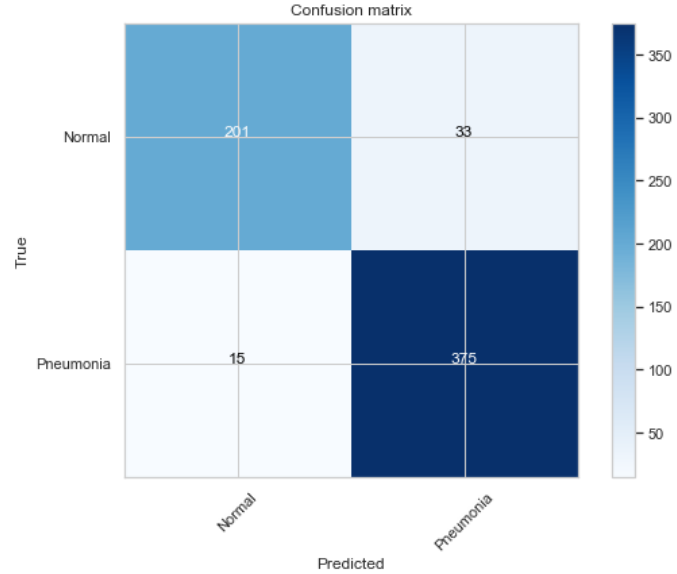 Confusion matrix
Normal
201
33
Pneumonia
15
375
True
Normal
Pneumonia
Predicted
350
300
250
200
150
100
50